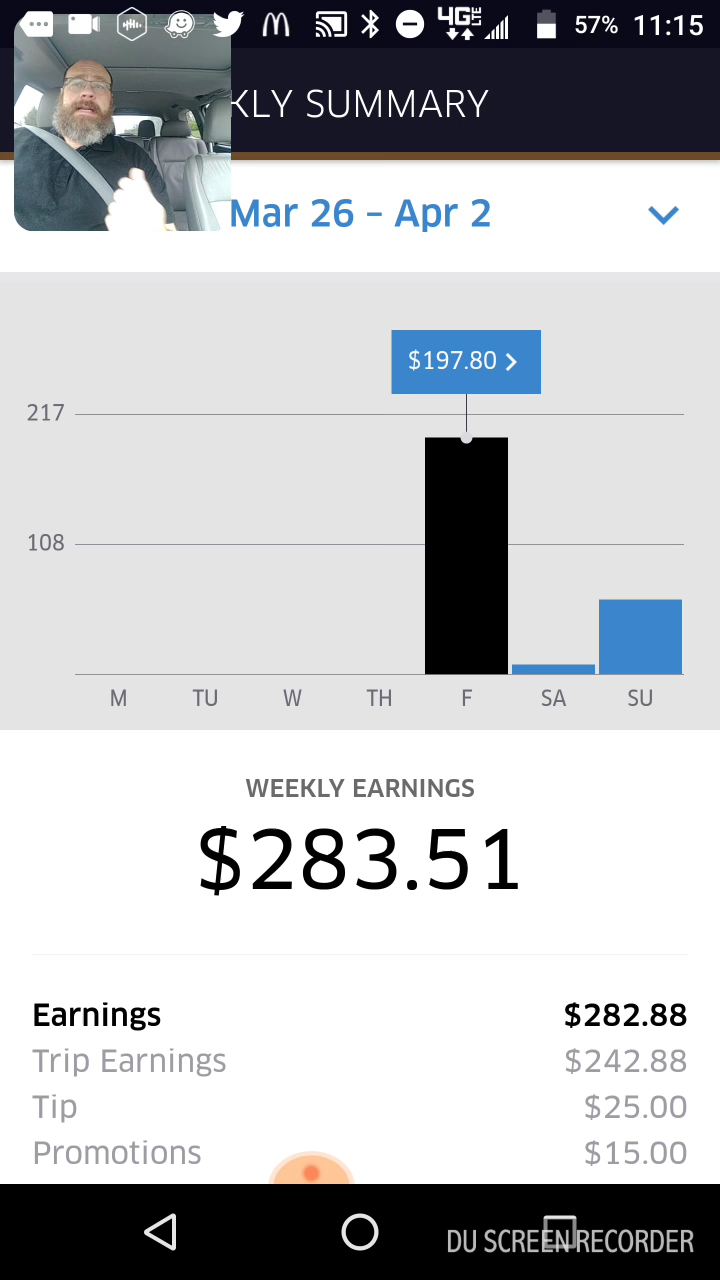 57% 11:15
KLY SUMMARY
Mar 26 - Apr 2
$197.80
217
108
M TU W TH F SA SU
WEEKLY EARNINGS
$283.51
Earnings $282.88
Trip Earnings $242.88
Tip $25.00
Promotions $15.00
DU SCREEN RECORDER